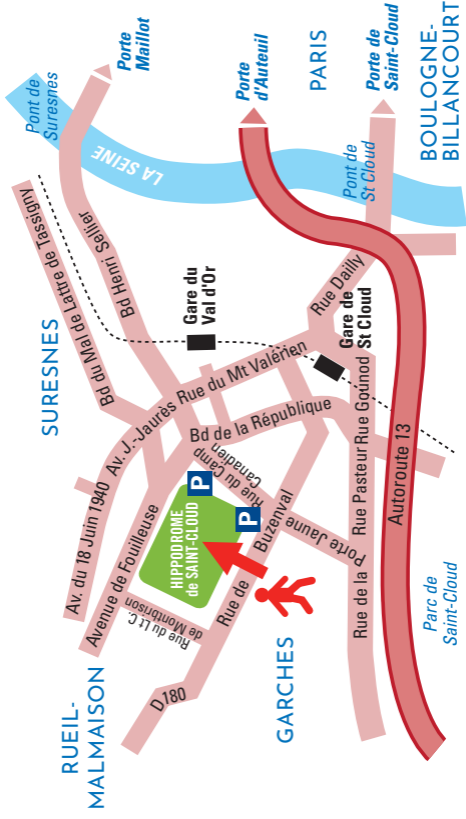 RUEIL-
MALMAISON
SURESNES
Pont de
Suresnes
Porte
Maillot
LA SEINE
Av. du 18 Juin 1940
Av. J.-Jaurès
Bd du Mal de Lattre de Tassigny
Bd Henri Sellier
Gare du
Val d'Or
Porte
d'Auteuil
PARIS
Avenue de Fouilleuse
Rue du Mt Valérien
Rue du Lt C.
de Montbrison
HIPPODROME
de SAINT-CLOUD
P
P
Rue du Camp
Canadien
Bd de la République
Rue Dailly
Pont de
St Cloud
Porte de
Saint-Cloud
D180
Rue de Buzenval
Gare de
St Cloud
GARCHES
Rue de la Porte Jaune
Rue Pasteur
Rue Gounod
Autoroute 13
BOULOGNE-
BILLANCOURT
Parc de
Saint-Cloud